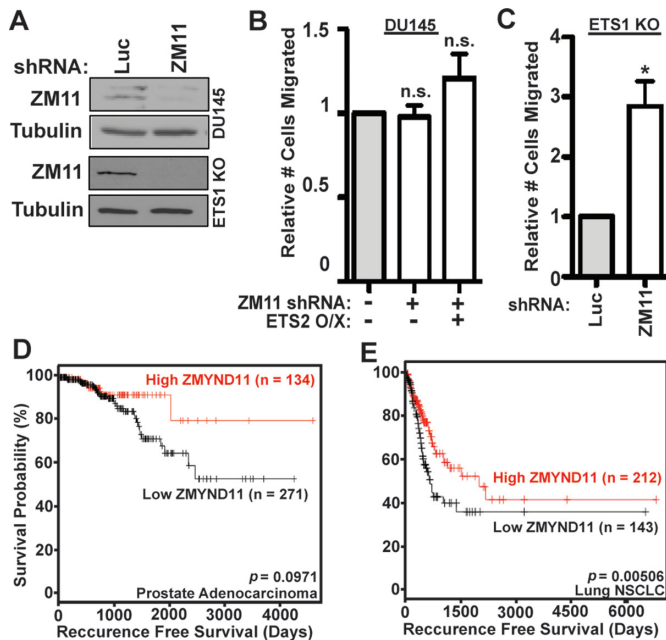 A
shRNA:
Luc
ZM11
ZM11
Tubulin
DU145
ZM11
Tubulin
ETS1 KO
B
DU145
n.s.
n.s.
Relative # Cells Migrated
1.5
1
0.5
0
ZM11 shRNA: - + +
ETS2 O/X: - - +
C
ETS1 KO
*
Relative # Cells Migrated
4
3
2
1
0
shRNA:
Luc
ZM11
D
Survival Probability (%)
100
80
60
40
20
0
High ZMYND11 (n = 134)
Low ZMYND11 (n = 271)
p = 0.0971
Prostate Adenocarcinoma
0 1000 2000 3000 4000
Reccurence Free Survival (Days)
E
100
80
60
40
20
0
High ZMYND11 (n = 212)
Low ZMYND11 (n = 143)
p = 0.00506
Lung NSCLC
0 1500 3000 4500 6000
Reccurence Free Survival (Days)